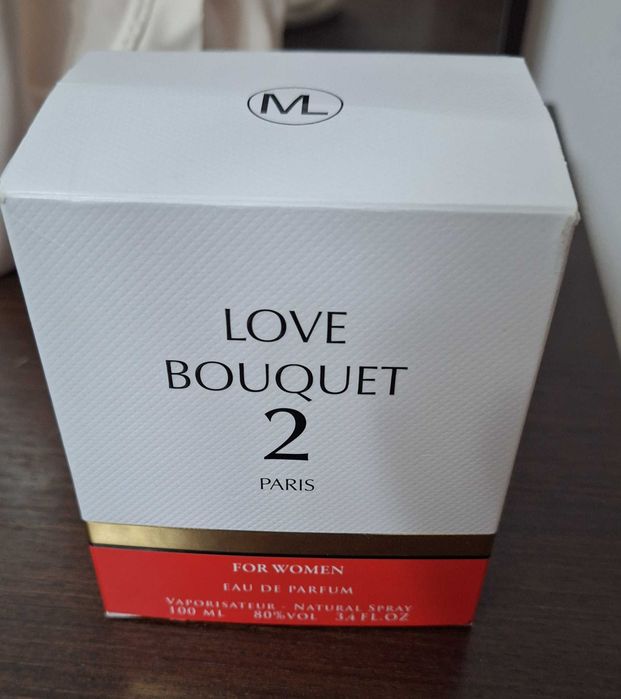 ML
LOVE
BOUQUET
2
PARIS
FOR WOMEN
EAU DE PARFUM
VAPORISATEUR · NATURAL SPRAY
100 ML 80%VOL 3.4 FL.OZ